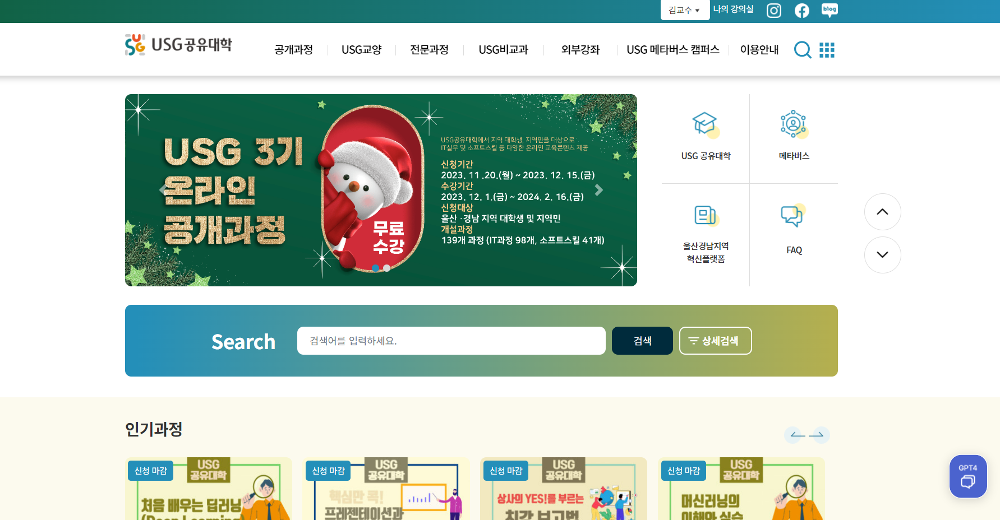 김교수 ▼
나의 강의실
blog
USG공유대학
공개과정
USG교양
전문과정
USG비교과
외부강좌
USG 메타버스 캠퍼스
이용안내
USG 3기
온라인
공개과정
무료
수강
USG공유대학에서 지역 대학생, 지역민을 대상으로
IT실무 및 소프트스킬 등 다양한 온라인 교육콘텐츠 제공
신청기간
2023. 11 .20.(월) ~ 2023. 12. 15.(금)
수강기간
2023. 12. 1.(금) ~ 2024. 2. 16.(금)
신청대상
울산 ·경남 지역 대학생 및 지역민
개설과정
139개 과정 (IT과정 98개, 소프트스킬 41개)
USG 공유대학
메타버스
울산경남지역
혁신플랫폼
FAQ
Search
검색어를 입력하세요.
검색
상세검색
인기과정
신청 마감
USG
공유대학
처음 배우는 딥러닝
(Deep Learning)
신청 마감
USG
공유대학
핵심만 콕!
프레젠테이션과
신청 마감
USG
공유대학
상사의 YES!를 부르는
최강 보고법
신청 마감
USG
공유대학
머신러닝의
이해와 실습
GPT4